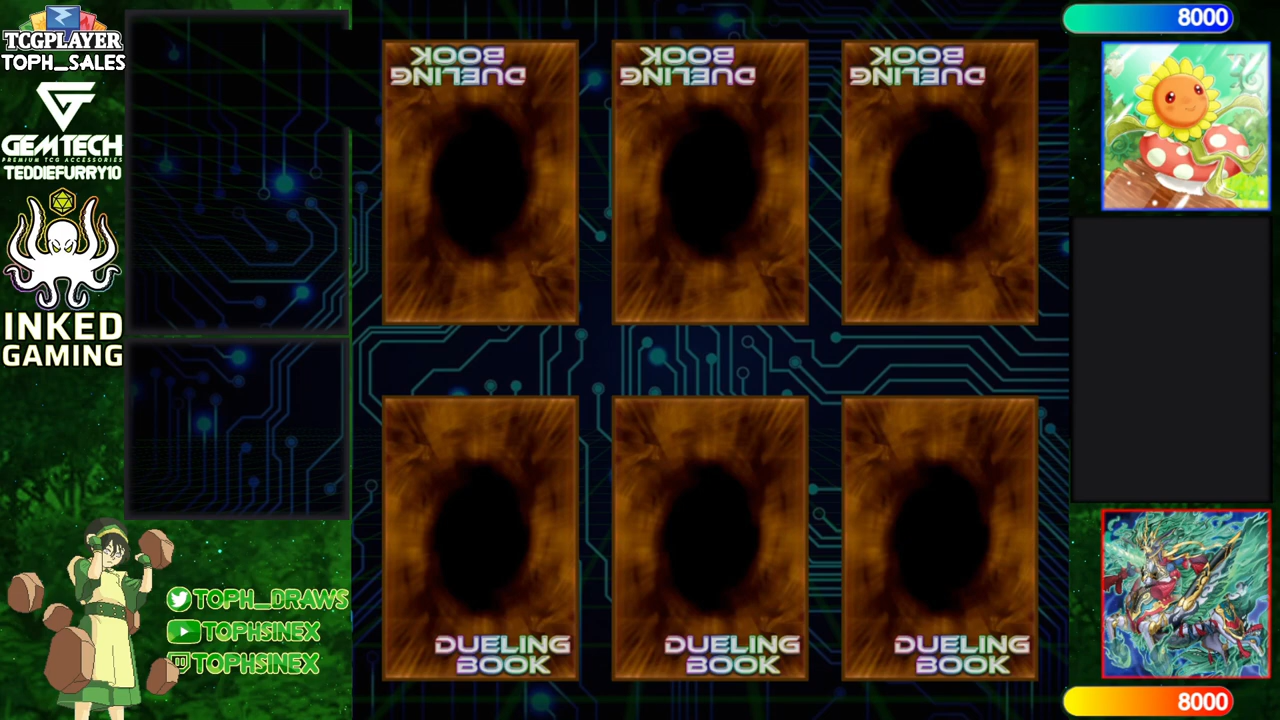 TCGPLAYER
TOPH_SALES
GEMTECH
PREMIUM TCG ACCESSORIES
TEDDIEFURRY10
INKED
GAMING
TOPH_DRAWS
TOPHSINEX
TOPHSINEX
DUELING
BOOK
DUELING
BOOK
DUELING
BOOK
DUELING
BOOK
DUELING
BOOK
DUELING
BOOK
8000
8000